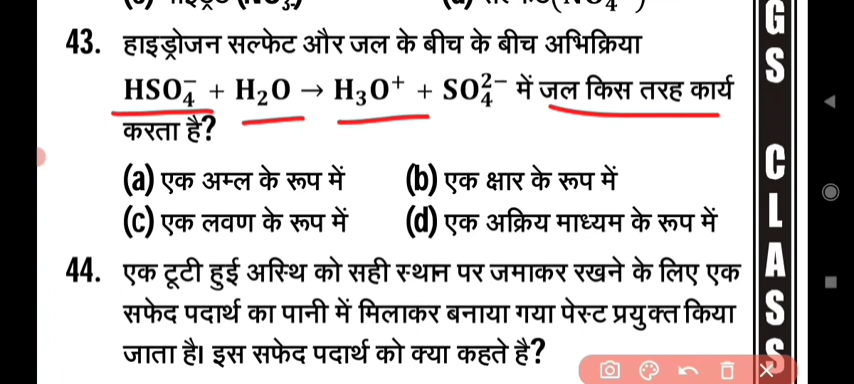 43. हाइड्रोजन सल्फेट और जल के बीच के बीच अभिक्रिया
HSO₄⁻ + H₂O → H₃O⁺ + SO₄²⁻ में जल किस तरह कार्य
करता है?
(a) एक अम्ल के रूप में (b) एक क्षार के रूप में
(c) एक लवण के रूप में (d) एक अक्रिय माध्यम के रूप में
44. एक टूटी हुई अस्थि को सही स्थान पर जमाकर रखने के लिए एक
सफेद पदार्थ का पानी में मिलाकर बनाया गया पेस्ट प्रयुक्त किया
जाता है। इस सफेद पदार्थ को क्या कहते है?
GS CLASS